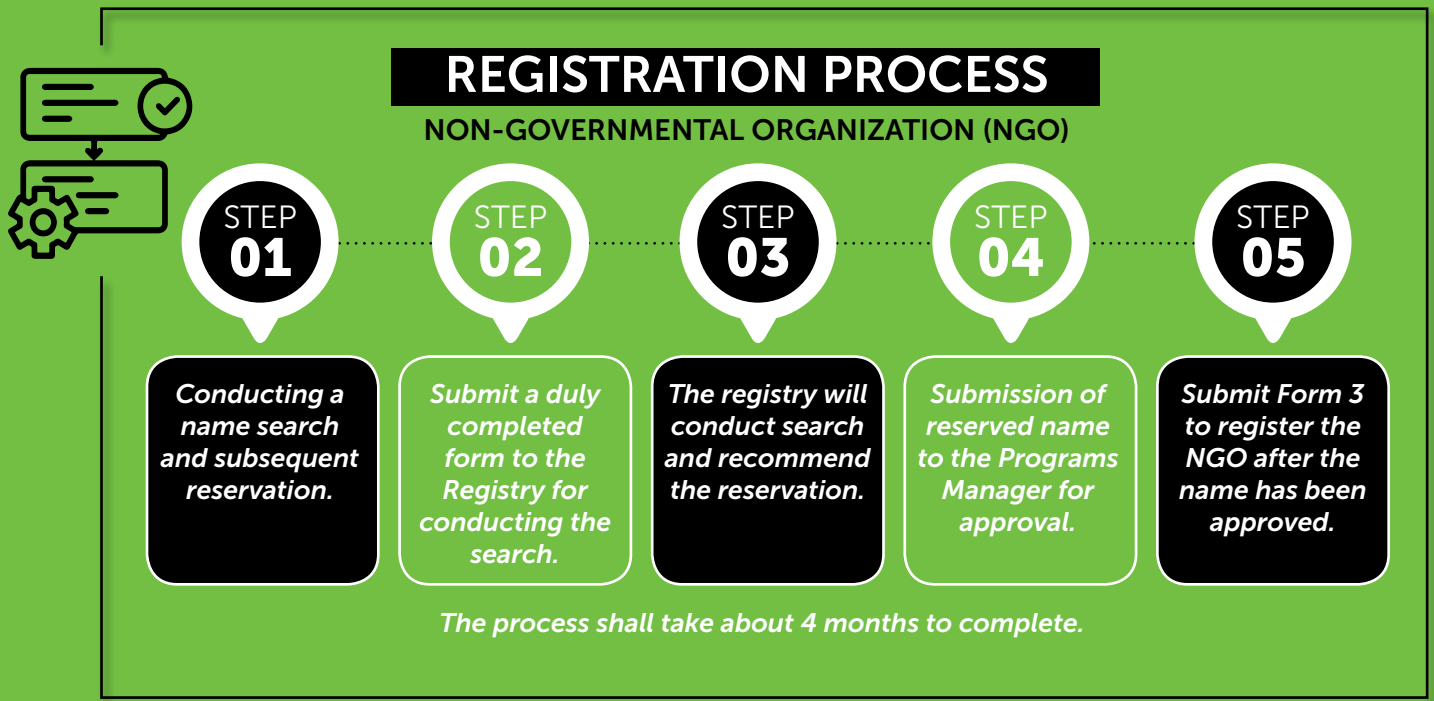 REGISTRATION PROCESS
NON-GOVERNMENTAL ORGANIZATION (NGO)
STEP
01
Conducting a
name search
and subsequent
reservation.
STEP
02
Submit a duly
completed
form to the
Registry for
conducting the
search.
STEP
03
The registry will
conduct search
and recommend
the reservation.
STEP
04
Submission of
reserved name
to the Programs
Manager for
approval.
STEP
05
Submit Form 3
to register the
NGO after the
name has been
approved.
The process shall take about 4 months to complete.